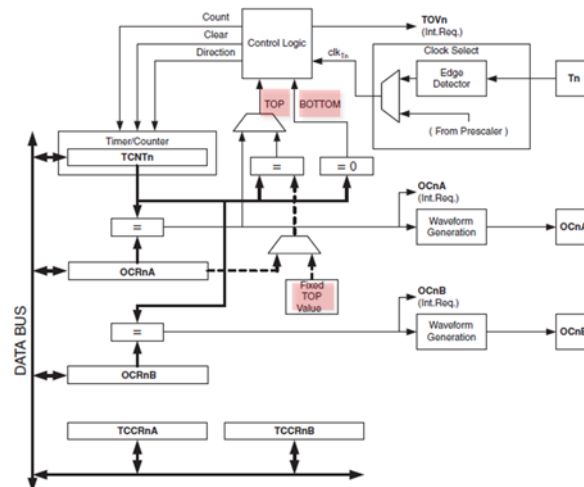 Count
Clear
Direction
Control Logic
TOVn
(Int.Req.)
clkTn
Clock Select
Edge
Detector
Tn
( From Prescaler )
TOP
BOTTOM
Timer/Counter
TCNTn
=
= 0
=
OCnA
(Int.Req.)
Waveform
Generation
OCnA
OCRnA
Fixed
TOP
Value
OCnB
(Int.Req.)
=
Waveform
Generation
OCnB
OCRnB
DATA BUS
TCCRnA
TCCRnB